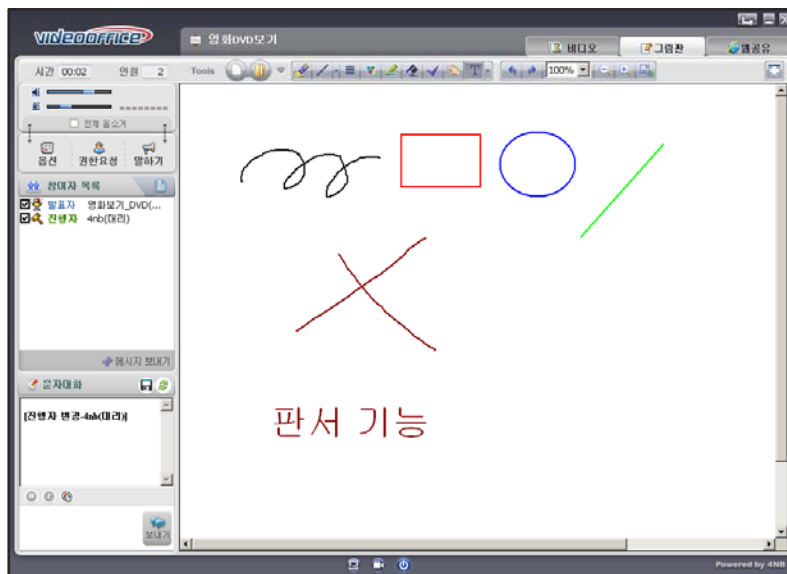 VIDEOOFFICE
영화DVD보기
비디오
그림판
웹공유
시간 00:02 인원 2
Tools
100%
전체 음소거
옵션 권한요청 말하기
참여자 목록
발표자 영화보기_DVD(...
진행자 4nb(대리)
메시지 보내기
문자대화
[진행자 변경-4nb(대리)]
보내기
판서 기능
Powered by 4NB